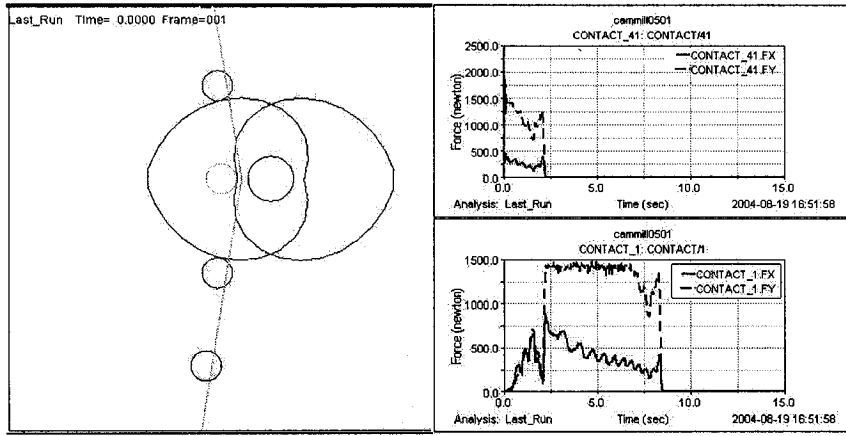 Last_Run Time= 0.0000 Frame=001
cammill0501
CONTACT_41: CONTACT/41
2500.0
2000.0
1500.0
1000.0
500.0
0.0
Force (newton)
CONTACT_41.FX
CONTACT_41.FY
0.0 5.0 10.0 15.0
Analysis: Last_Run Time (sec) 2004-08-19 16:51:58
cammill0501
CONTACT_1: CONTACT/1
1500.0
1000.0
500.0
0.0
Force (newton)
CONTACT_1.FX
CONTACT_1.FY
0.0 5.0 10.0 15.0
Analysis: Last_Run Time (sec) 2004-08-19 16:51:58